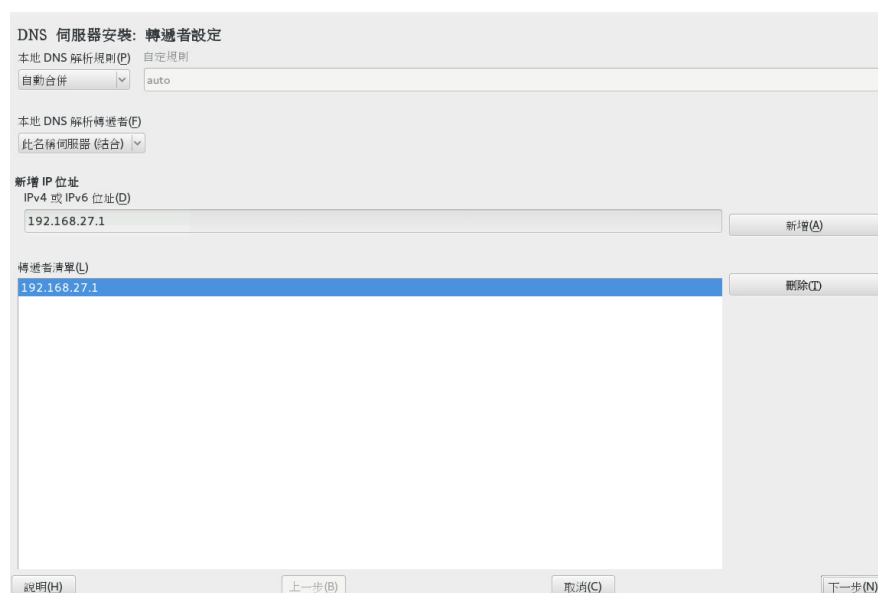 DNS 伺服器安裝: 轉遞者設定
本地 DNS 解析規則(P) 自定規則
自動合併 auto
本地 DNS 解析轉遞者(F)
此名稱伺服器 (結合)
新增 IP 位址
IPv4 或 IPv6 位址(D)
192.168.27.1 新增(A)
轉遞者清單(L)
192.168.27.1 刪除(T)
說明(H) 上一步(B) 取消(C) 下一步(N)